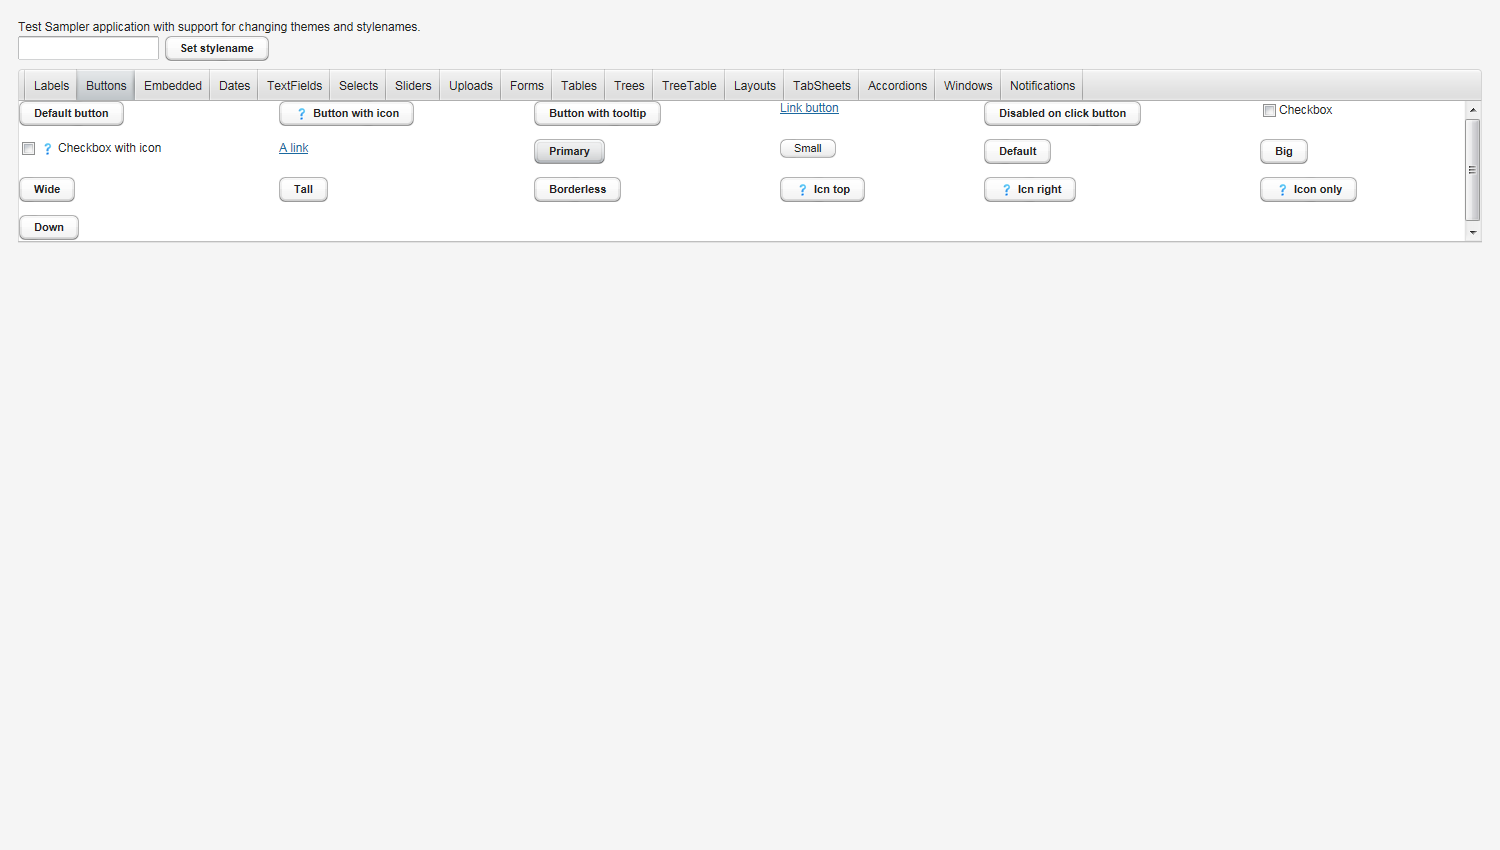 Test Sampler application with support for changing themes and stylenames.
Set stylename
Labels Buttons Embedded Dates TextFields Selects Sliders Uploads Forms Tables Trees TreeTable Layouts TabSheets Accordions Windows Notifications
Default button ? Button with icon Button with tooltip Link button Disabled on click button Checkbox
? Checkbox with icon A link Primary Small Default Big
Wide Tall Borderless ? Icn top ? Icn right ? Icon only
Down